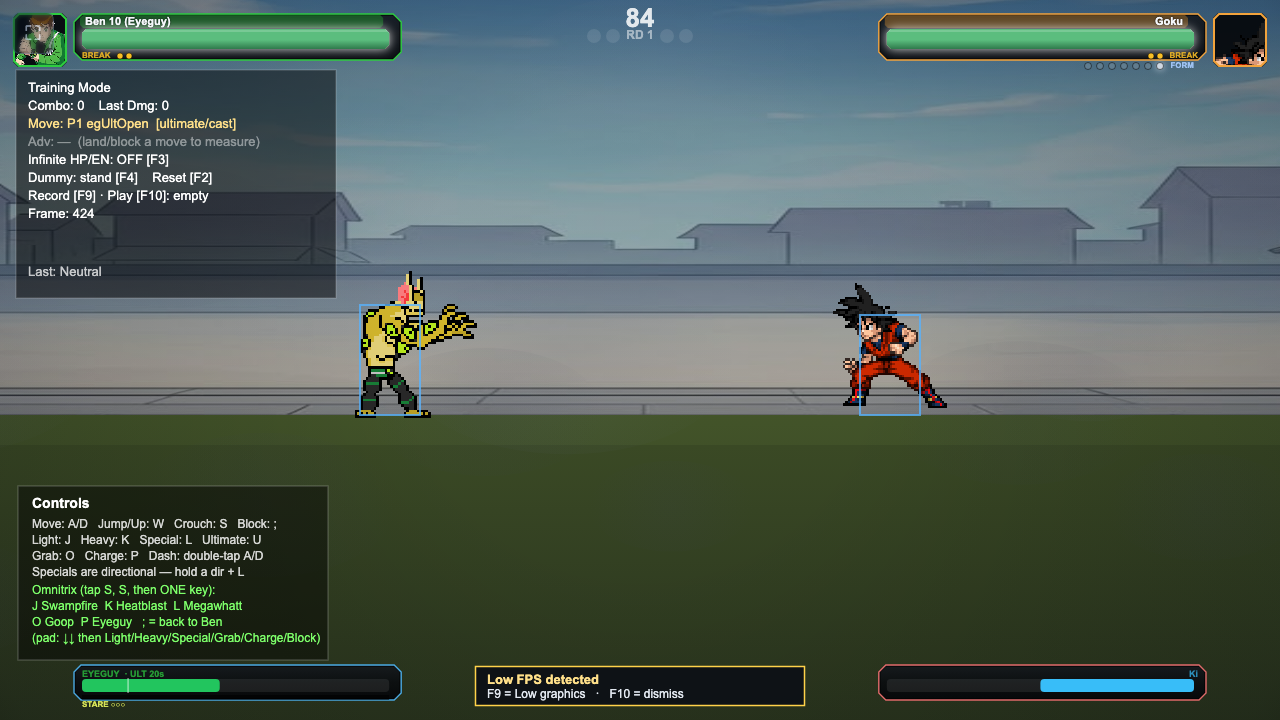 Ben 10 (Eyeguy)
BREAK
84
RD 1
Goku
BREAK
FORM
Training Mode
Combo: 0 Last Dmg: 0
Move: P1 egUltOpen [ultimate/cast]
Adv: — (land/block a move to measure)
Infinite HP/EN: OFF [F3]
Dummy: stand [F4] Reset [F2]
Record [F9] · Play [F10]: empty
Frame: 424
Last: Neutral
Controls
Move: A/D Jump/Up: W Crouch: S Block: ;
Light: J Heavy: K Special: L Ultimate: U
Grab: O Charge: P Dash: double-tap A/D
Specials are directional — hold a dir + L
Omnitrix (tap S, S, then ONE key):
J Swampfire K Heatblast L Megawhatt
O Goop P Eyeguy ; = back to Ben
(pad: ↓↓ then Light/Heavy/Special/Grab/Charge/Block)
EYEGUY · ULT 20s
STARE ○○○
Low FPS detected
F9 = Low graphics · F10 = dismiss
Ki